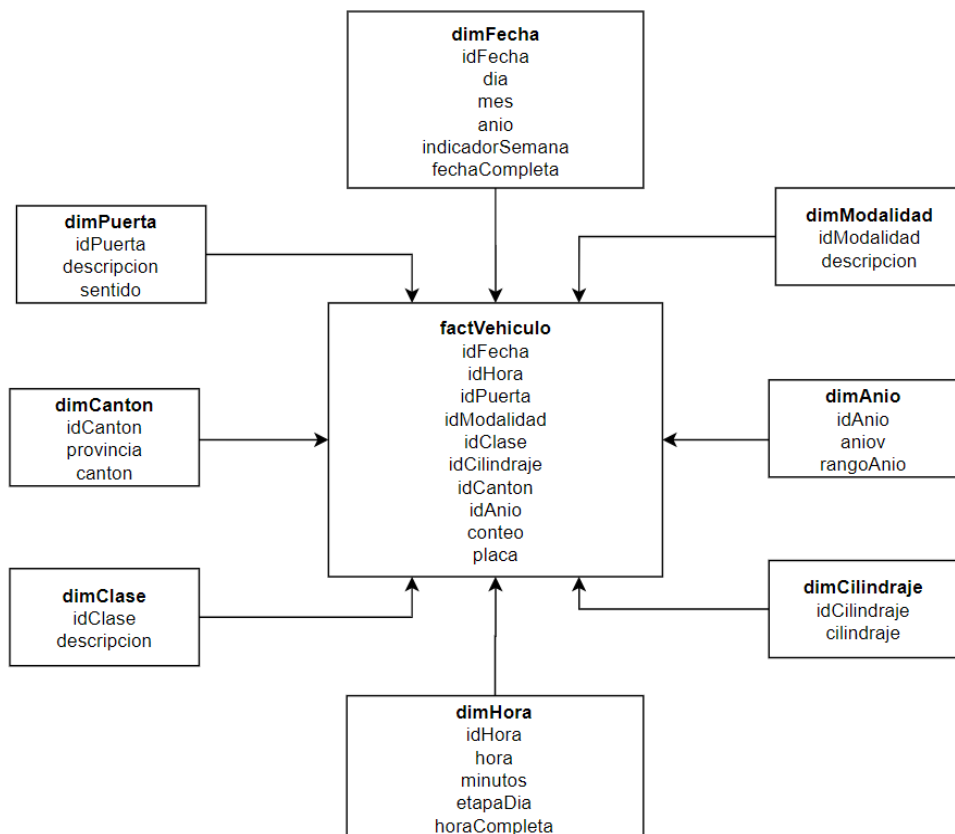 dimFecha
idFecha
dia
mes
anio
indicadorSemana
fechaCompleta
dimPuerta
idPuerta
descripcion
sentido
dimModalidad
idModalidad
descripcion
factVehiculo
idFecha
idHora
idPuerta
idModalidad
idClase
idCilindraje
idCanton
idAnio
conteo
placa
dimCanton
idCanton
provincia
canton
dimAnio
idAnio
aniov
rangoAnio
dimClase
idClase
descripcion
dimCilindraje
idCilindraje
cilindraje
dimHora
idHora
hora
minutos
etapaDia
horaCompleta